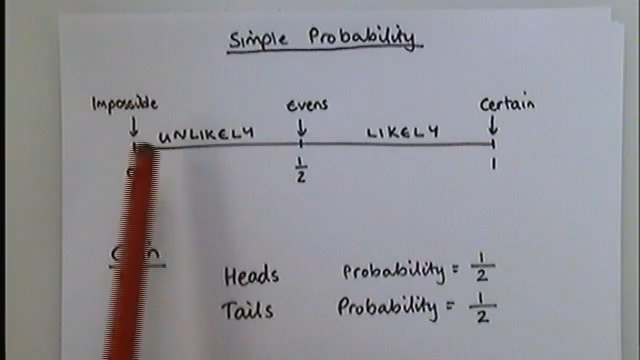 Simple Probability
Impossible evens Certain
UNLIKELY LIKELY
1/2 1
Heads Probability = 1/2
Tails Probability = 1/2